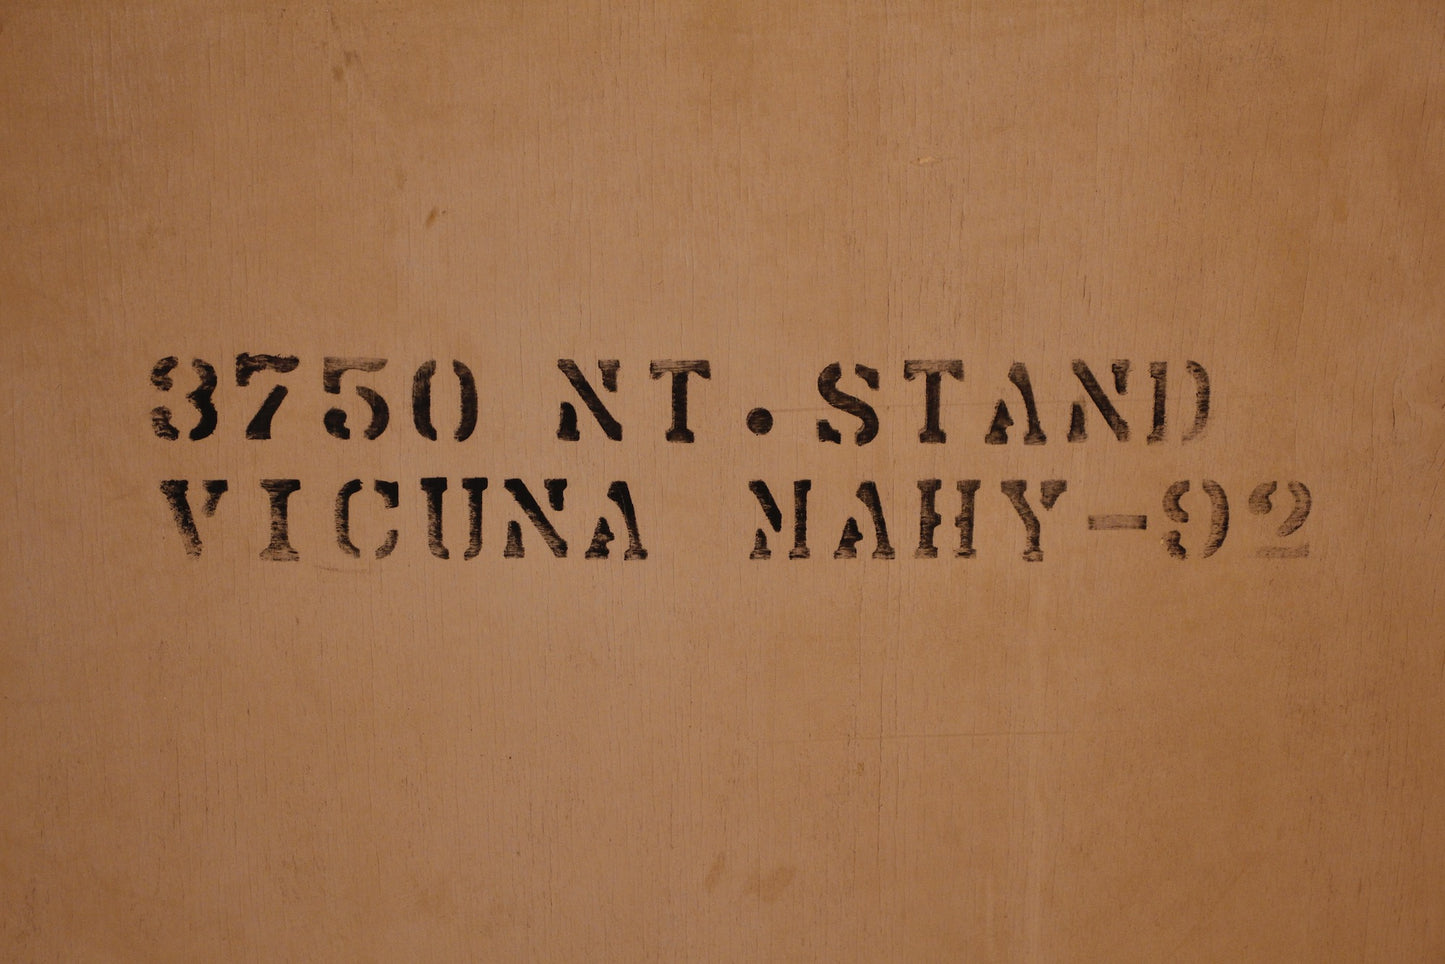 3750 NT. STAND
VICUNA MAHY-92